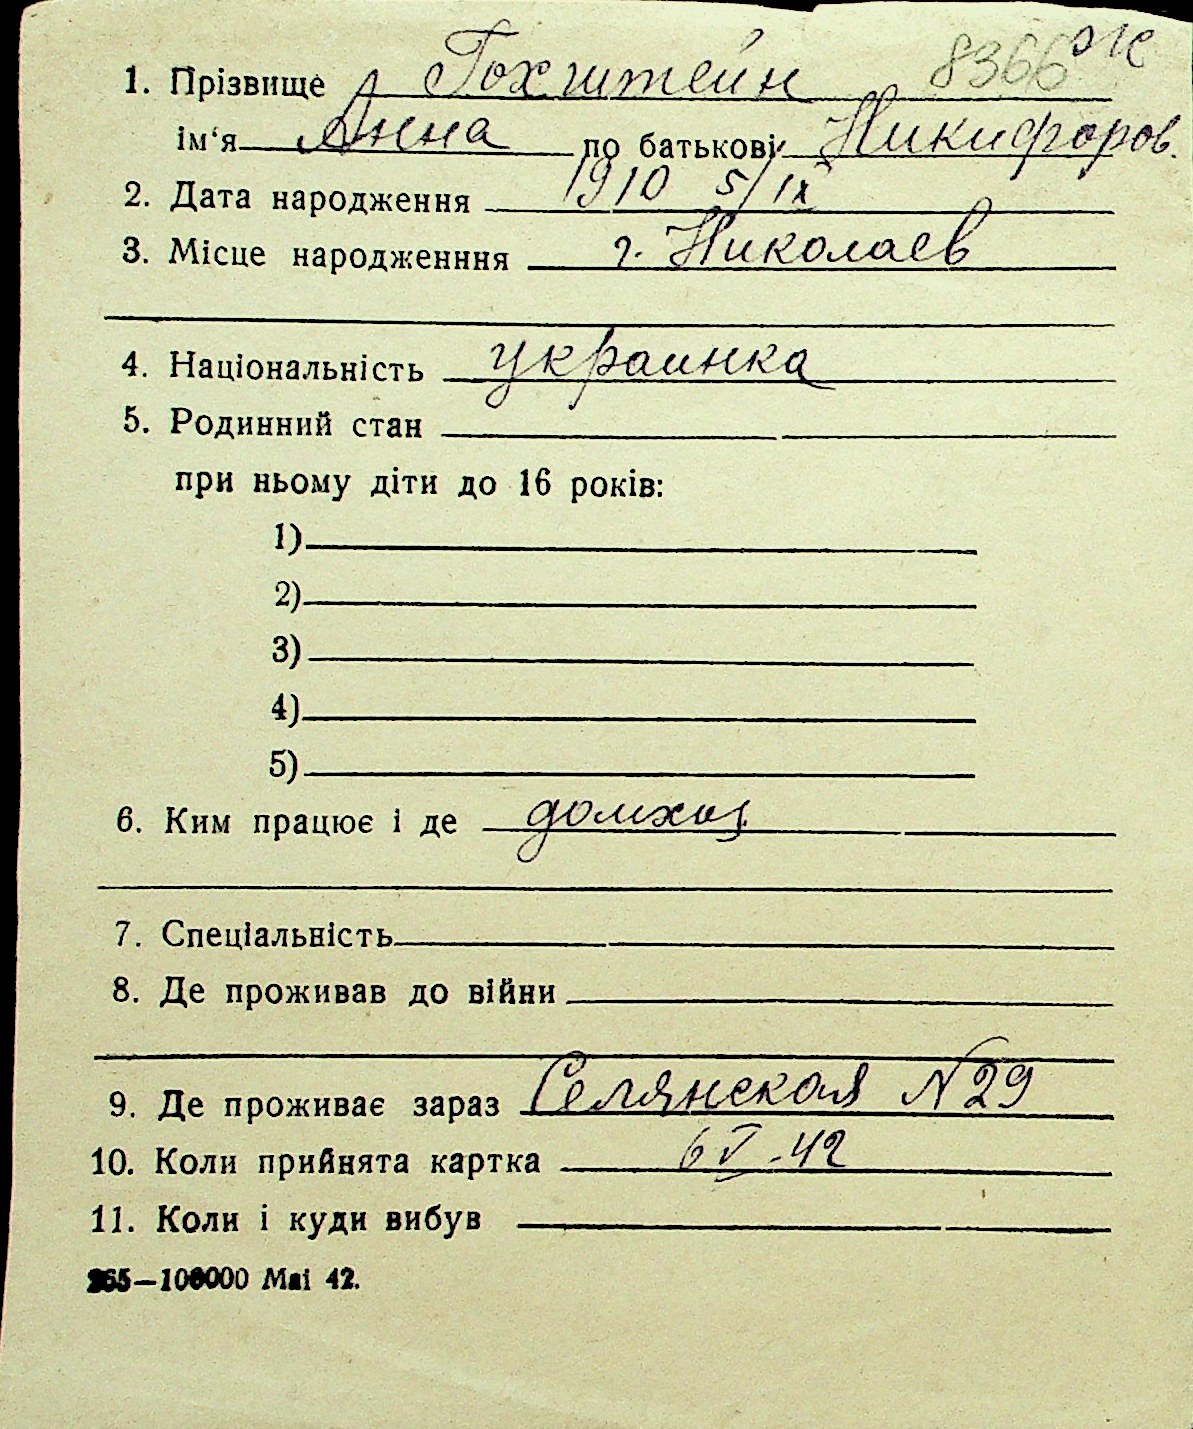 8366 ж
1. Прізвище Гохштейн
ім‘я Анна по батькові Никифоров.
2. Дата народження 1910 5/IX
3. Місце народженння г. Николаев
4. Національність украинка
5. Родинний стан
при ньому діти до 16 років:
1)
2)
3)
4)
5)
6. Ким працює і де домхоз.
7. Спеціальність
8. Де проживав до війни
9. Де проживає зараз Селянская N 29
10. Коли прийнята картка 6 V - 42
11. Коли і куди вибув
265—100000 Mai 42.